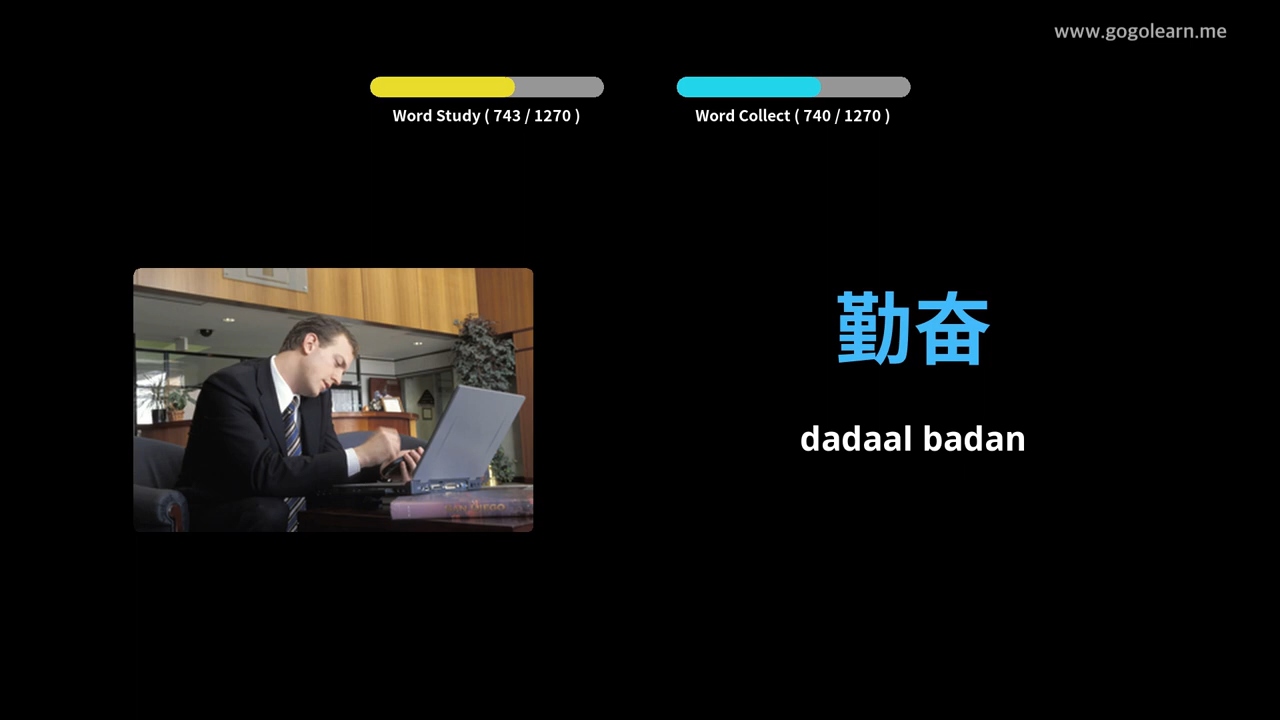 www.gogolearn.me
Word Study ( 743 / 1270 )
Word Collect ( 740 / 1270 )
勤奋
dadaal badan